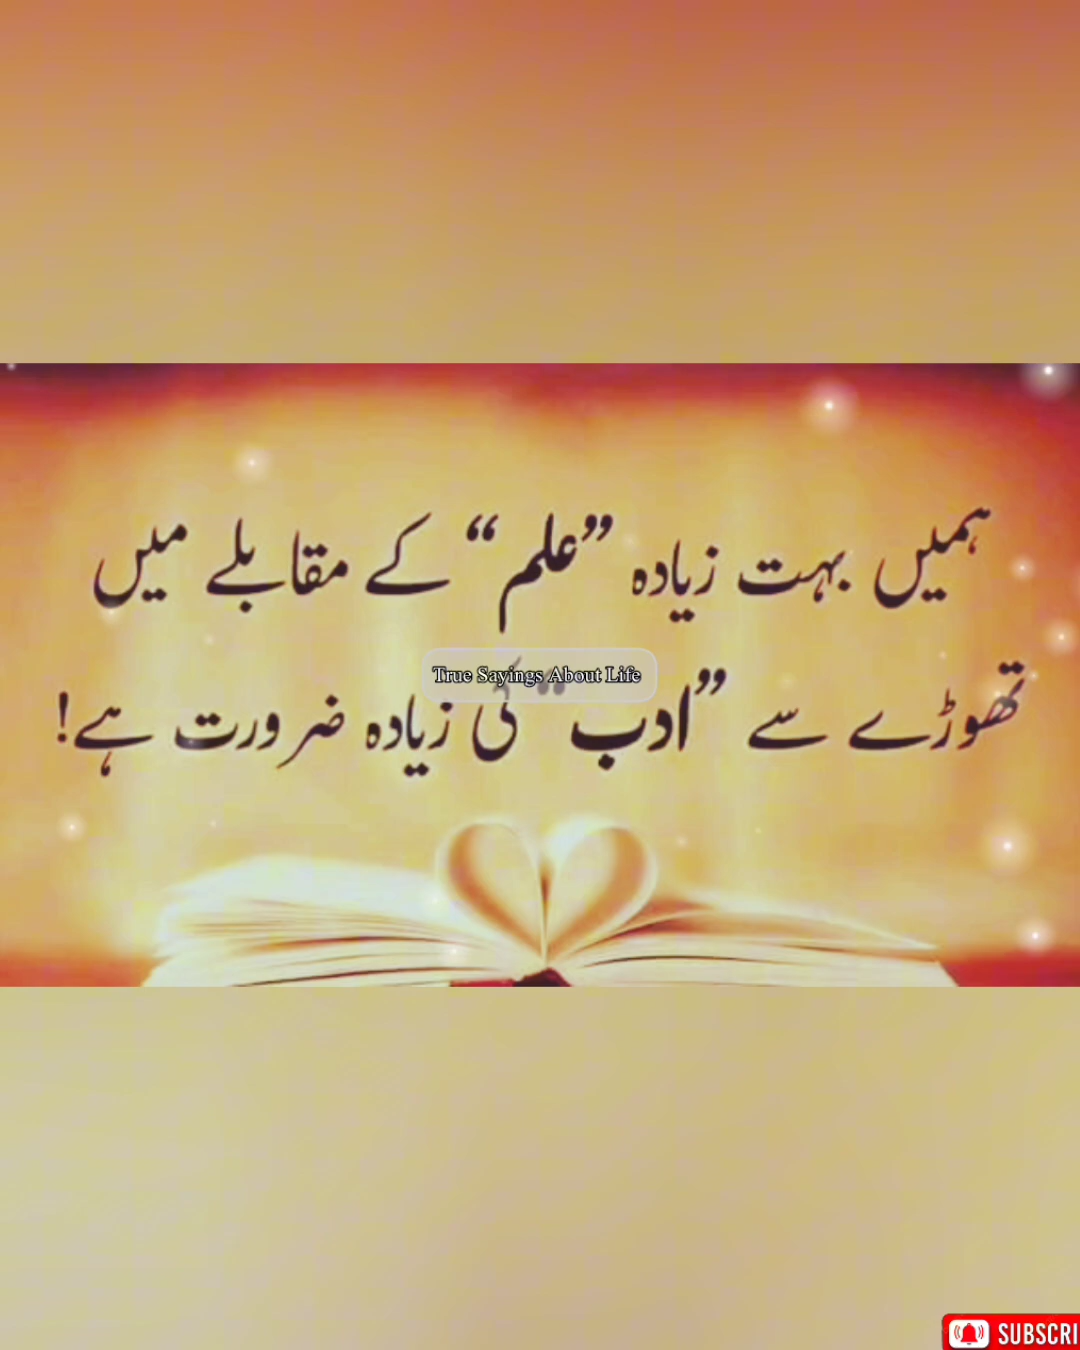 ہمیں بہت زیادہ ”علم“ کے مقابلے میں
True Sayings About Life
تھوڑے سے ”ادب“ کی زیادہ ضرورت ہے!
SUBSCRI